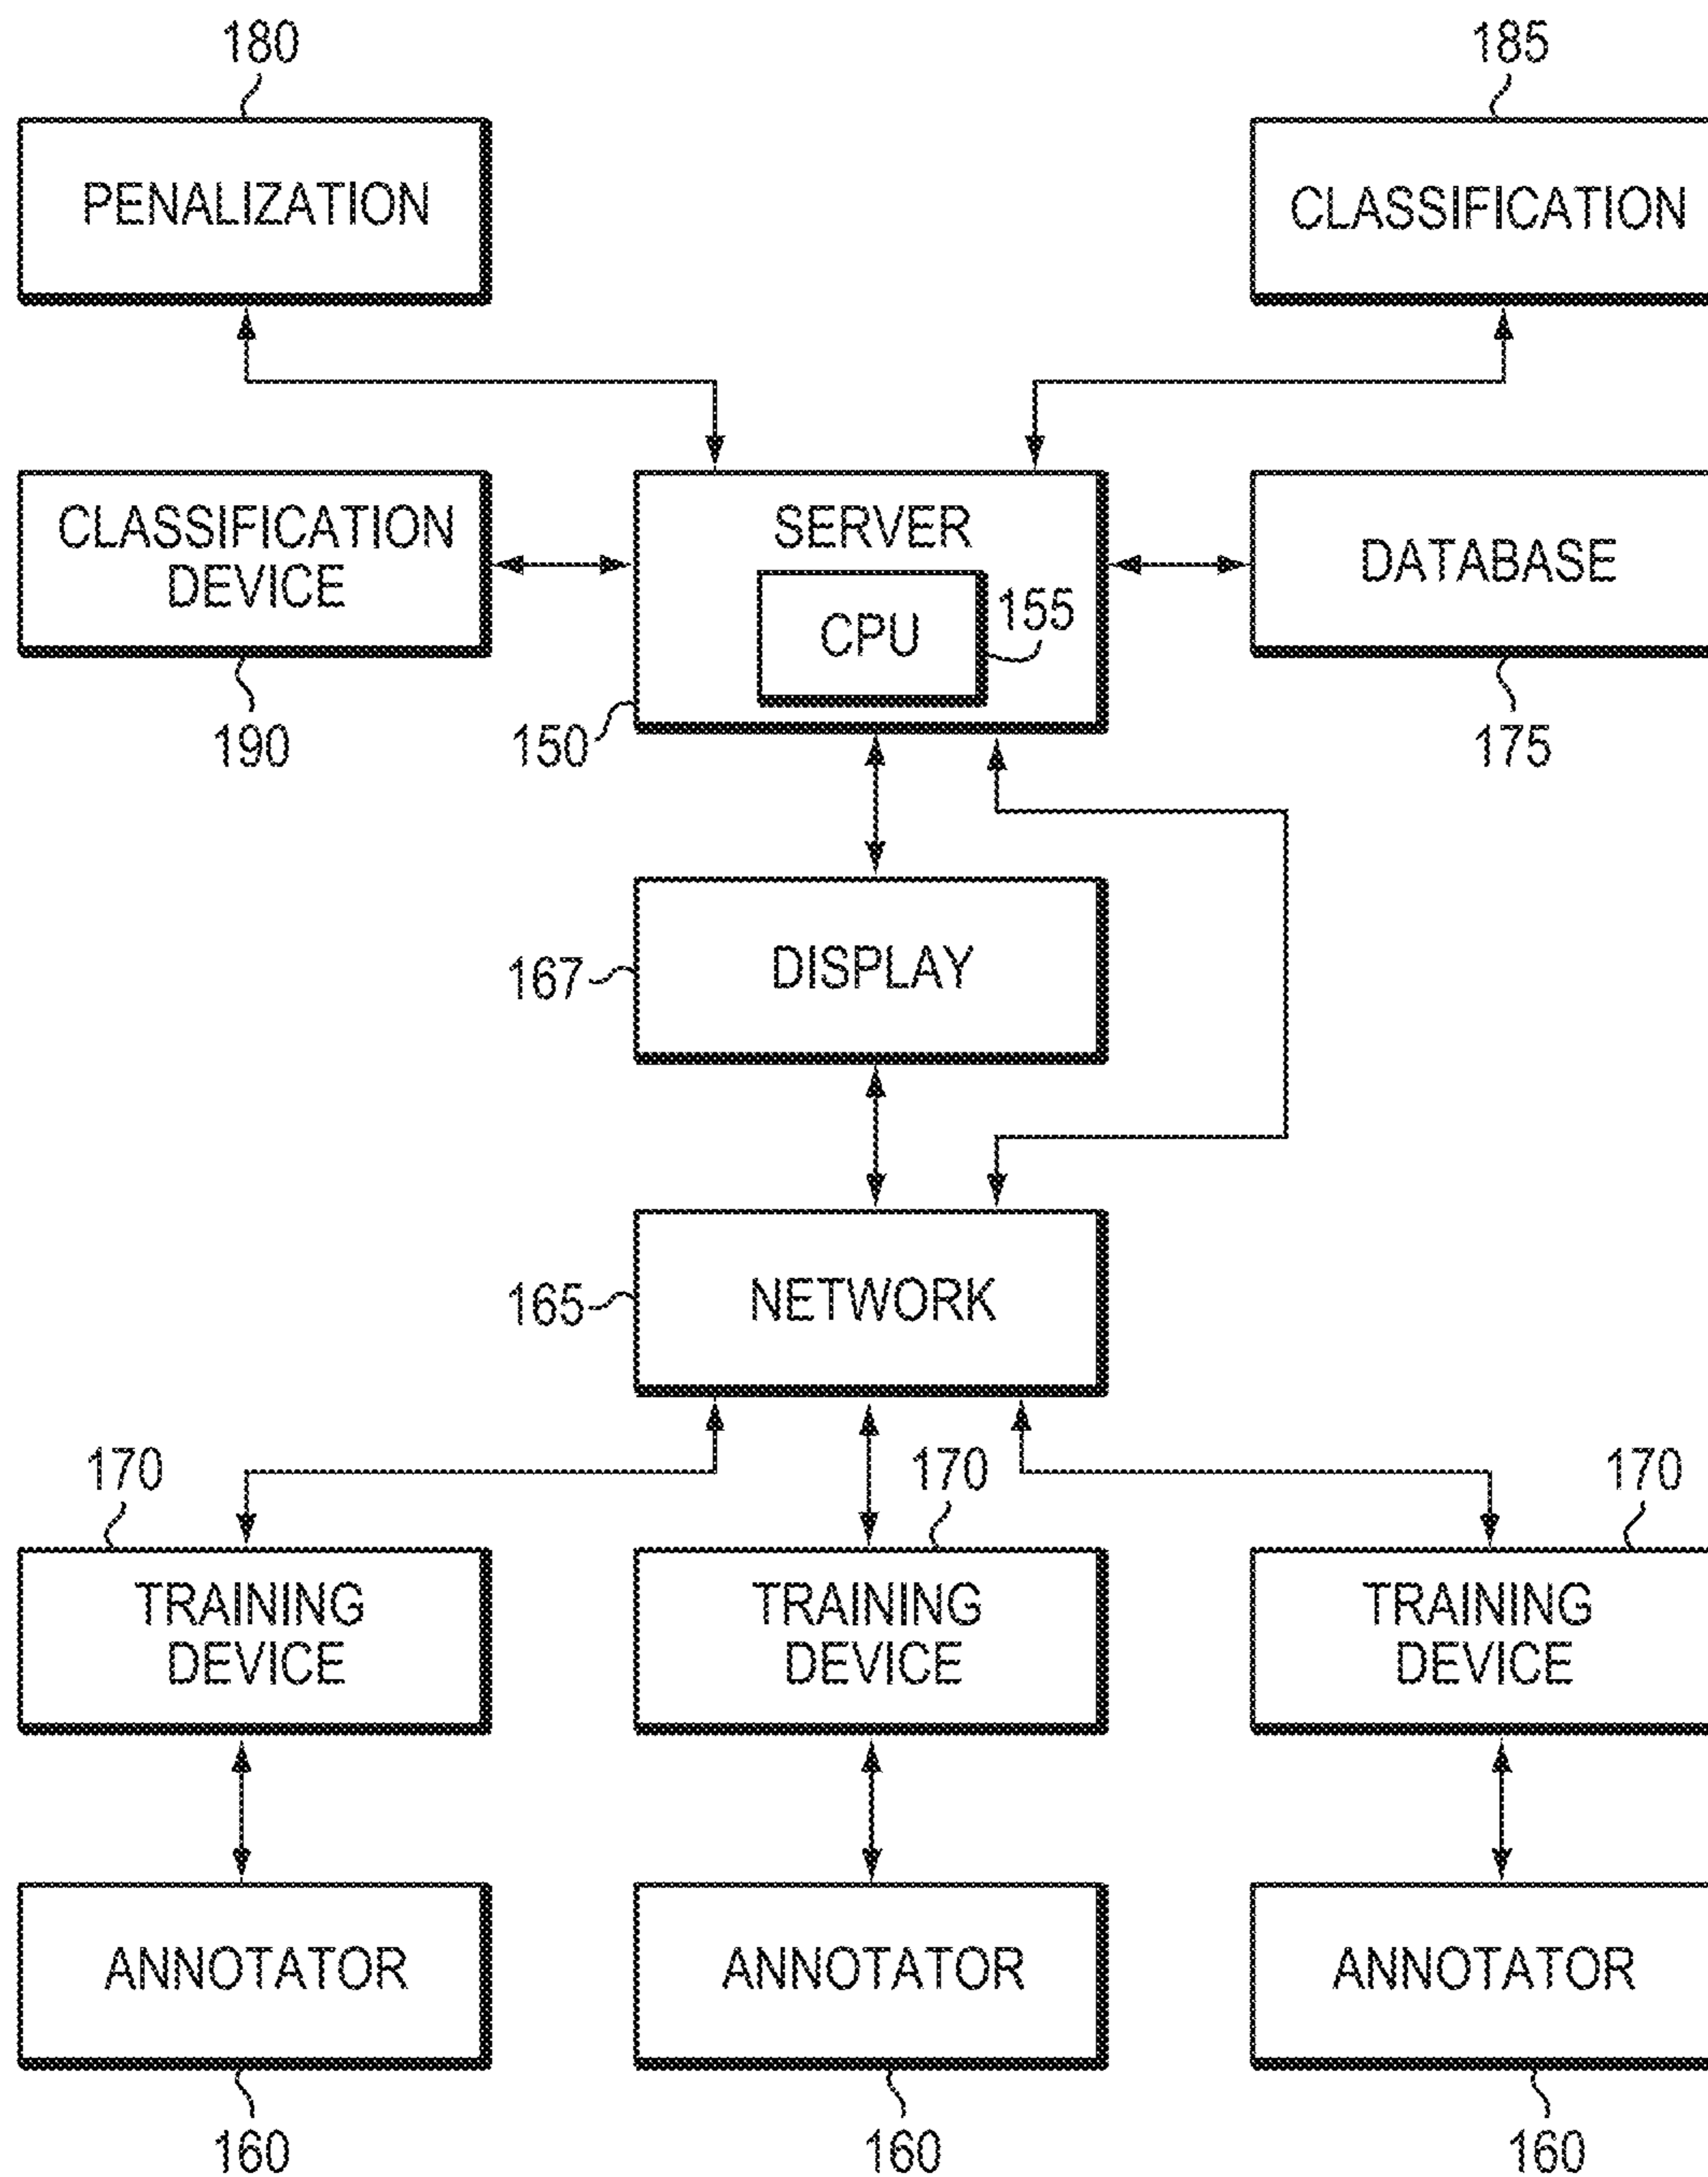 180
185
PENALIZATION
CLASSIFICATION
CLASSIFICATION
DEVICE
SERVER
CPU
155
DATABASE
190
150
175
167
DISPLAY
165
NETWORK
170
170
170
TRAINING
DEVICE
TRAINING
DEVICE
TRAINING
DEVICE
ANNOTATOR
ANNOTATOR
ANNOTATOR
160
160
160